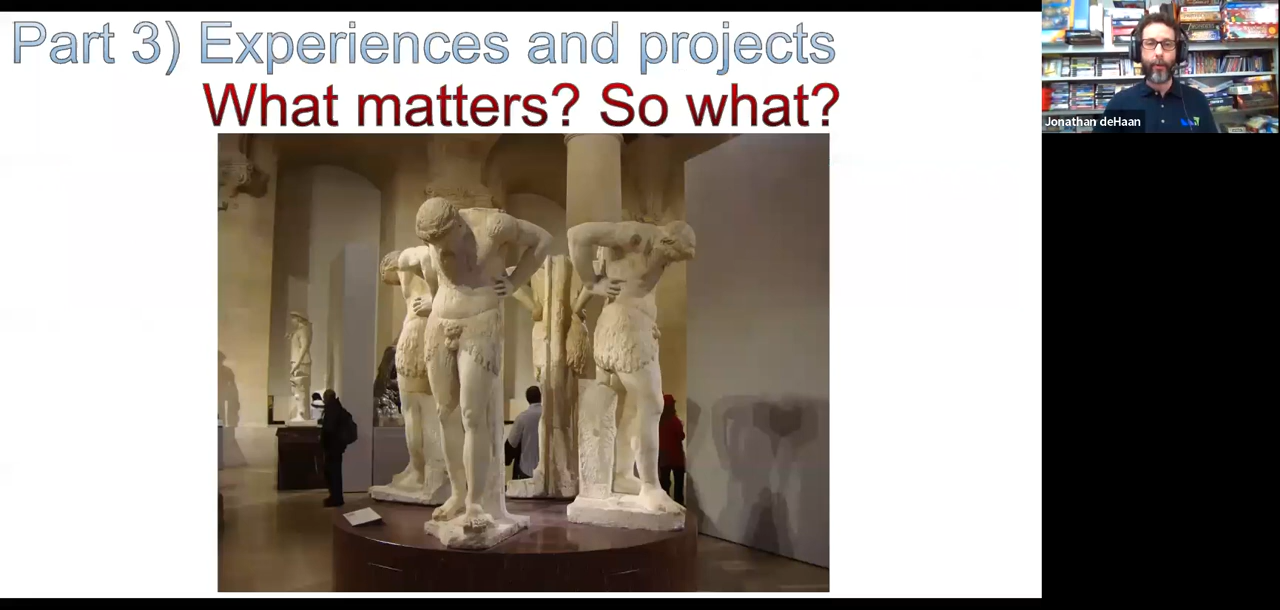 Part 3) Experiences and projects
What matters? So what?
Jonathan deHaan